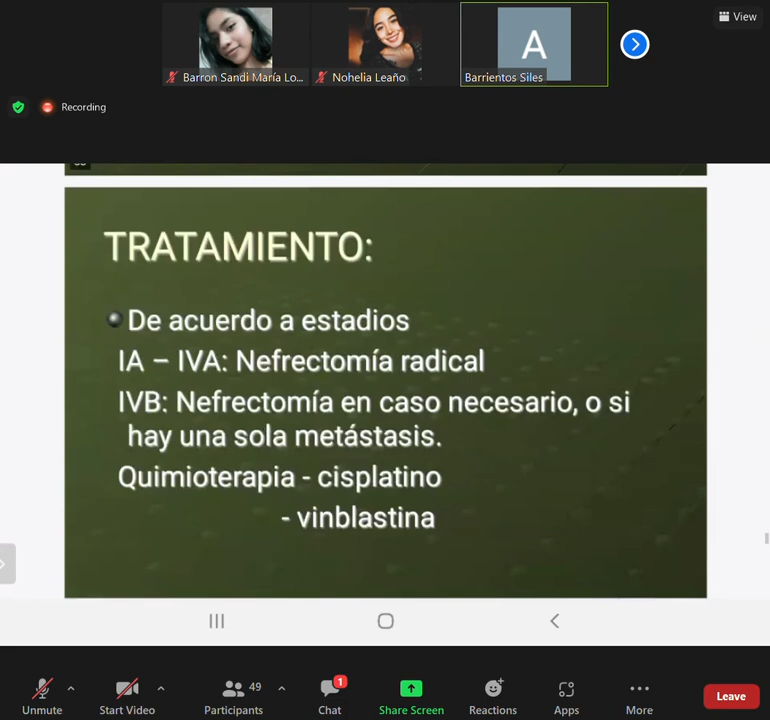 View
Barron Sandi María Lo...
Nohelia Leaño
A
Barrientos Siles
Recording
TRATAMIENTO:
De acuerdo a estadios
IA – IVA: Nefrectomía radical
IVB: Nefrectomía en caso necesario, o si
hay una sola metástasis.
Quimioterapia - cisplatino
- vinblastina
49
1
Unmute
Start Video
Participants
Chat
Share Screen
Reactions
Apps
More
Leave